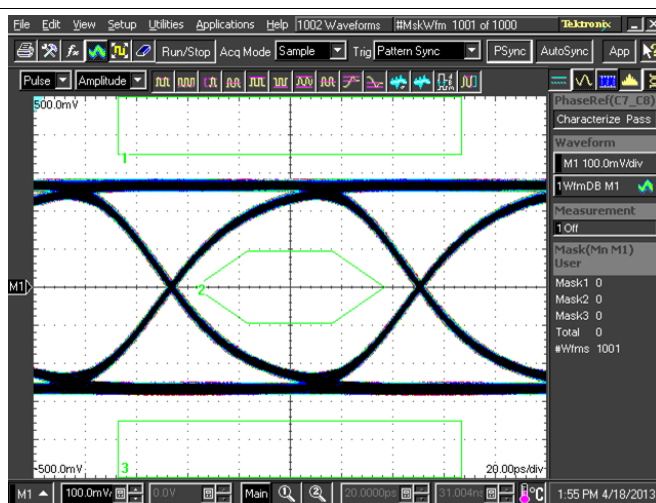 File Edit View Setup Utilities Applications Help 1002 Waveforms #MskWfm 1001 of 1000 Tektronix
Run/Stop Acq Mode Sample Trig Pattern Sync PSync AutoSync App
Pulse Amplitude
500.0mV
1
2
M1
3
-500.0mV
20.00ps/div
PhaseRef(C7_C8)
Characterize Pass
Waveform
M1 100.0mV/div
1WfmDB M1
Measurement
1 Off
Mask(Mn M1)
User
Mask1 0
Mask2 0
Mask3 0
Total 0
#Wfms 1001
M1 100.0mV/ 0.0V Main 20.0000ps 31.004ns °C 1:55 PM 4/18/2013